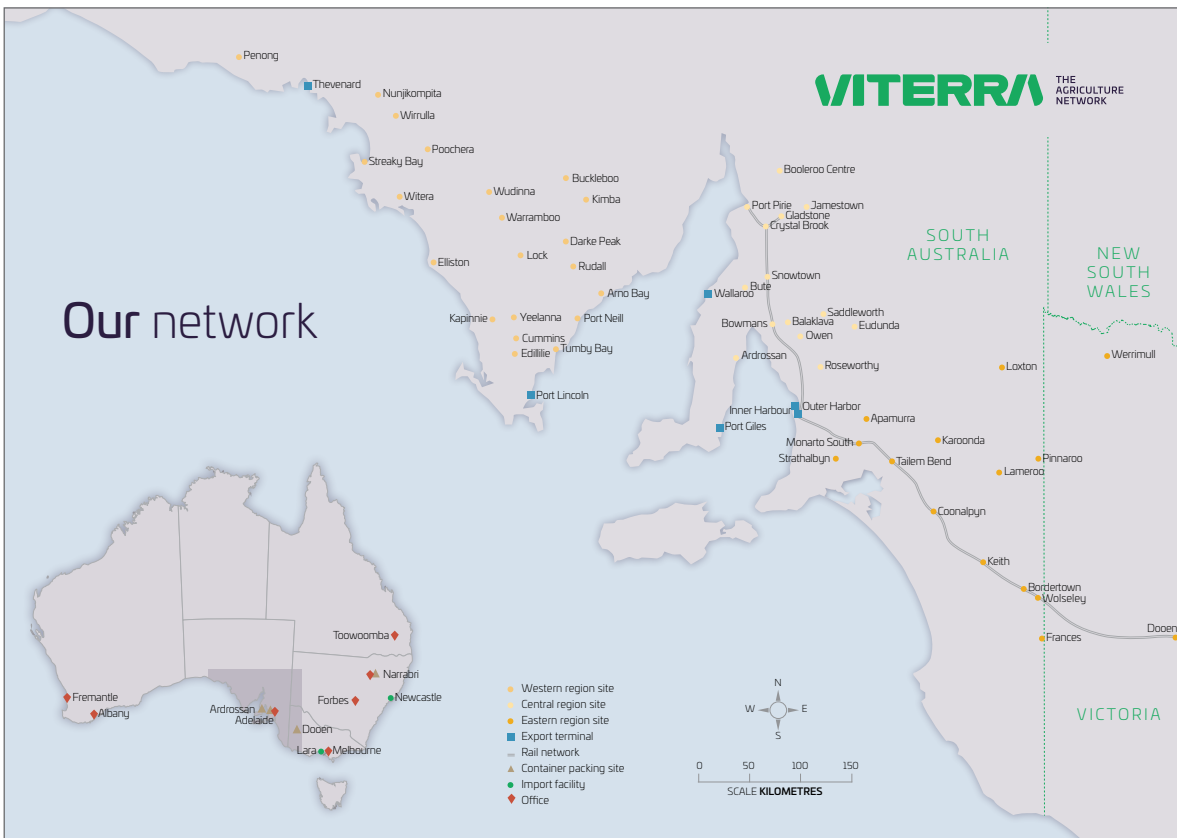 Penong
Thevenard
Nunjikompita
Wirrulla
Poochera
Streaky Bay
Witera
Wudinna
Buckleboo
Kimba
Warramboo
Darke Peak
Lock
Rudall
Elliston
Arno Bay
Kapinnie
Yeelanna
Port Neill
Cummins
Edillilie
Tumby Bay
Port Lincoln
VITERRA
THE
AGRICULTURE
NETWORK
Booleroo Centre
Port Pirie
Jamestown
Gladstone
Crystal Brook
Snowtown
Bute
Wallaroo
Saddleworth
Bowmans
Balaklava
Eudunda
Owen
Ardrossan
Roseworthy
Outer Harbor
Inner Harbour
Port Giles
Apamurra
Monarto South
Strathalbyn
Tailem Bend
Karoonda
Loxton
Werrimull
Pinnaroo
Lameroo
Coonalpyn
Keith
Bordertown
Wolseley
Frances
Dooen
SOUTH
AUSTRALIA
NEW
SOUTH
WALES
VICTORIA
Our network
Toowoomba
Narrabri
Forbes
Newcastle
Fremantle
Albany
Ardrossan
Adelaide
Dooen
Lara
Melbourne
Western region site
Central region site
Eastern region site
Export terminal
Rail network
Container packing site
Import facility
Office
N
W E
S
0 50 100 150
SCALE KILOMETRES